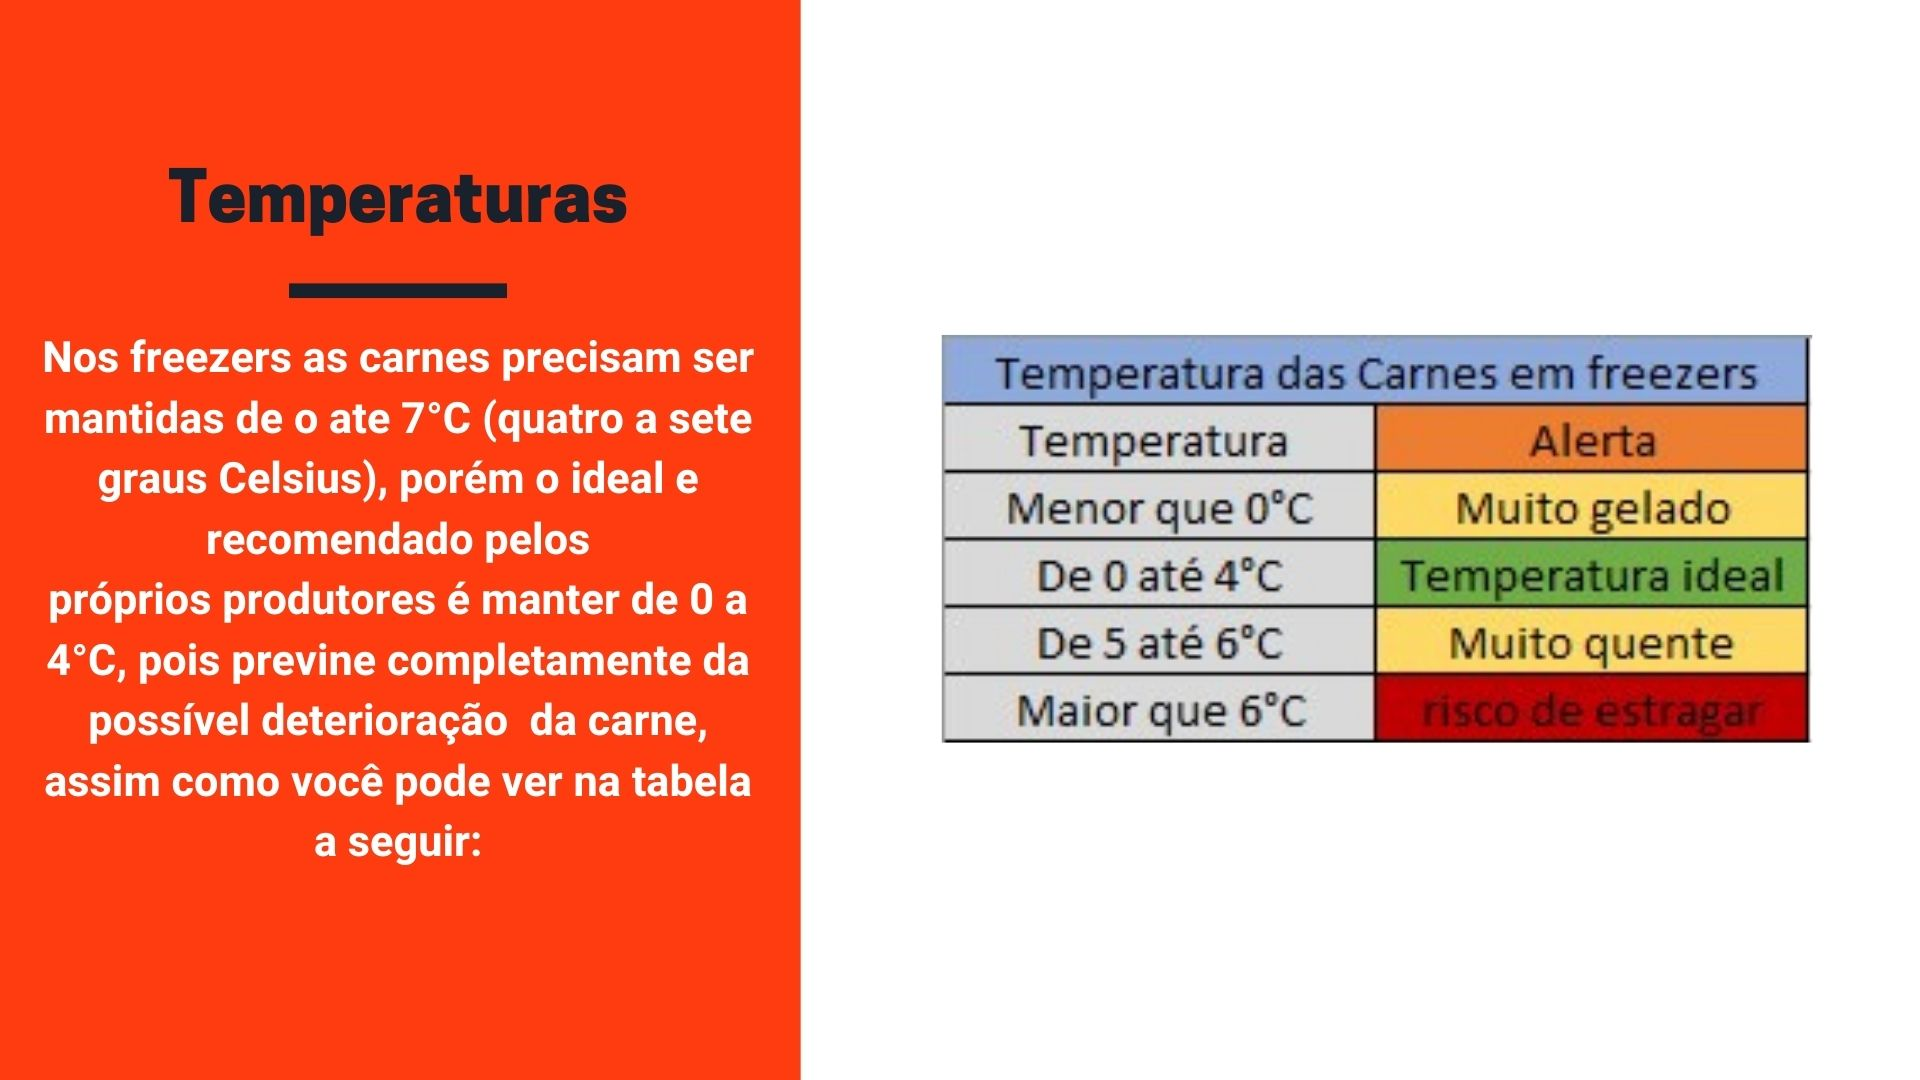 Temperaturas
Nos freezers as carnes precisam ser
mantidas de o ate 7°C (quatro a sete
graus Celsius), porém o ideal e
recomendado pelos
próprios produtores é manter de 0 a
4°C, pois previne completamente da
possível deterioração  da carne,
assim como você pode ver na tabela
a seguir:
Temperatura das Carnes em freezers
Temperatura Alerta
Menor que 0°C Muito gelado
De 0 até 4°C Temperatura ideal
De 5 até 6°C Muito quente
Maior que 6°C risco de estragar